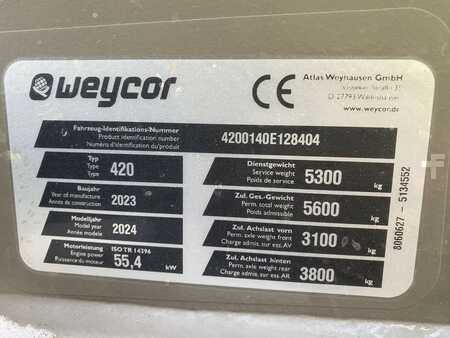 weycor
CE
Atlas Weyhausen GmbH
D 27793 Wildeshausen
www.weycor.de
Fahrzeug-Identifikations-Nummer
Product identification number
Numéro d'identification du produit
4200140E128404
Typ
Type
Type
420
Baujahr
Year of manufacture
Année de construction
2023
Modelljahr
Model year
Année modèle
2024
Motorleistung
Engine power
Puissance du moteur
ISO TR 14396
55,4
kW
Dienstgewicht
Service weight
Poids de service
5300
kg
Zul. Ges.-Gewicht
Perm. total weight
Poids admissible
5600
kg
Zul. Achslast vorn
Perm. axle weight front
Charge admis. sur ess. AV
3100
kg
Zul. Achslast hinten
Perm. axle weight rear
Charge admis. sur ess. AR
3800
kg
8060627 - 5134552